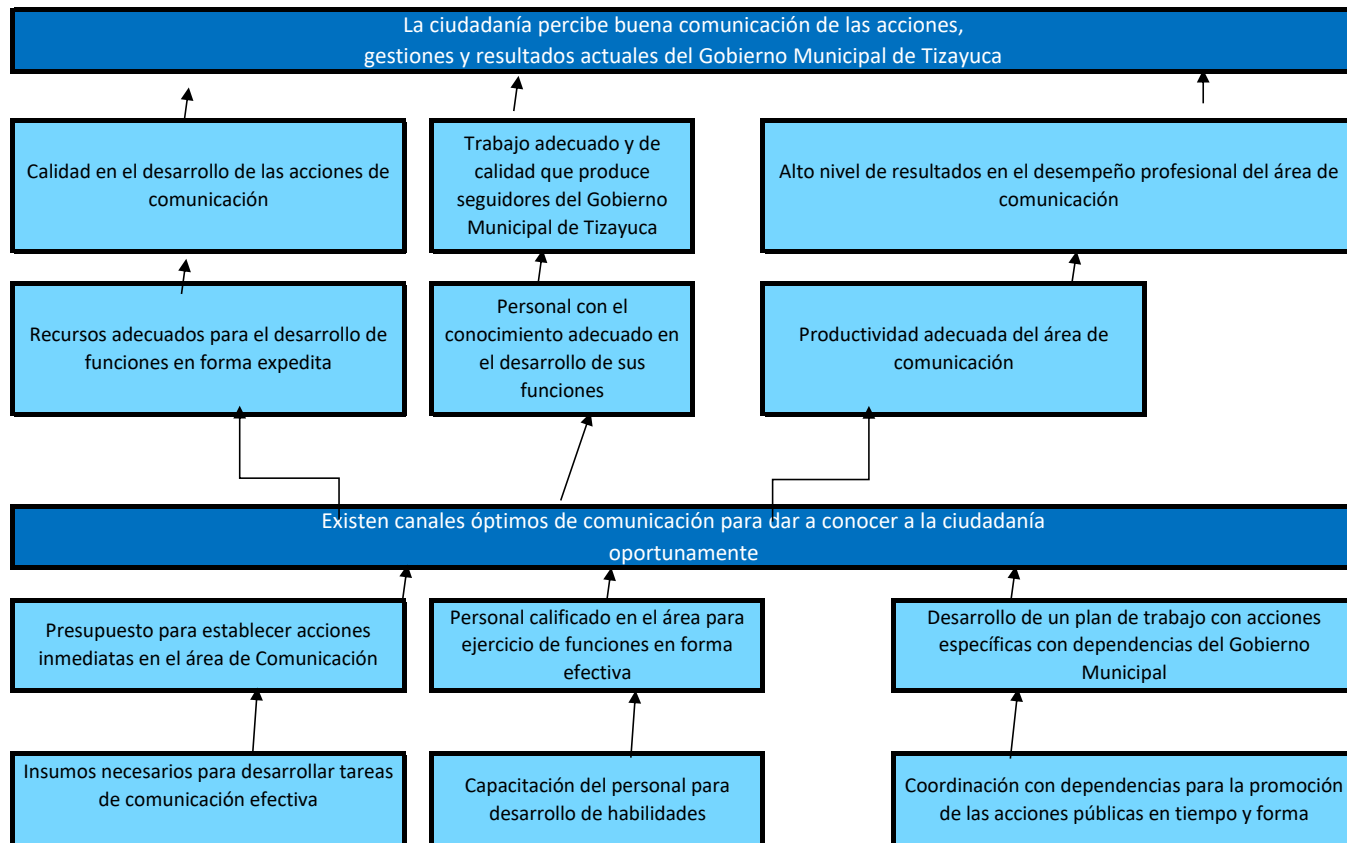 La ciudadanía percibe buena comunicación de las acciones,
gestiones y resultados actuales del Gobierno Municipal de Tizayuca
Calidad en el desarrollo de las acciones de
comunicación
Trabajo adecuado y de
calidad que produce
seguidores del Gobierno
Municipal de Tizayuca
Alto nivel de resultados en el desempeño profesional del área de
comunicación
Recursos adecuados para el desarrollo de
funciones en forma expedita
Personal con el
conocimiento adecuado en
el desarrollo de sus
funciones
Productividad adecuada del área de
comunicación
Existen canales óptimos de comunicación para dar a conocer a la ciudadanía
oportunamente
Presupuesto para establecer acciones
inmediatas en el área de Comunicación
Personal calificado en el área para
ejercicio de funciones en forma
efectiva
Desarrollo de un plan de trabajo con acciones
específicas con dependencias del Gobierno
Municipal
Insumos necesarios para desarrollar tareas
de comunicación efectiva
Capacitación del personal para
desarrollo de habilidades
Coordinación con dependencias para la promoción
de las acciones públicas en tiempo y forma